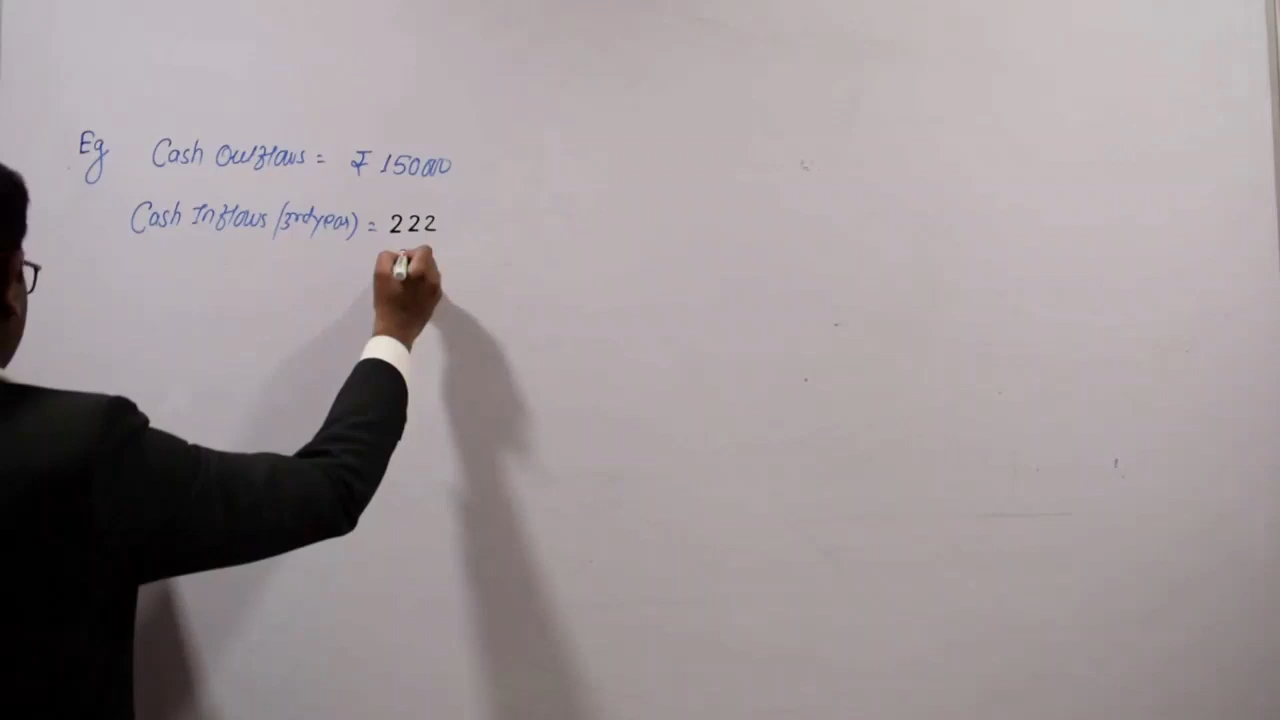 Eg Cash Outflows = ₹ 150000
Cash Inflows (3rd year) = 222